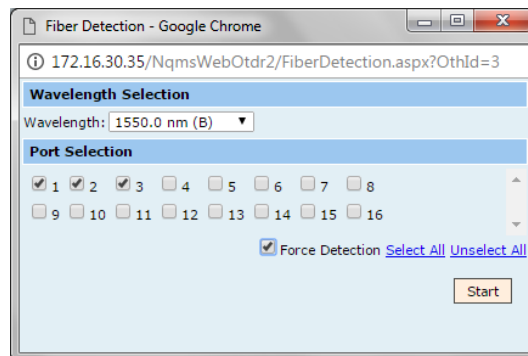 Fiber Detection - Google Chrome
172.16.30.35/NqmsWebOtdr2/FiberDetection.aspx?OthId=3
Wavelength Selection
Wavelength: 1550.0 nm (B)
Port Selection
1 2 3 4 5 6 7 8
9 10 11 12 13 14 15 16
Force Detection Select All Unselect All
Start